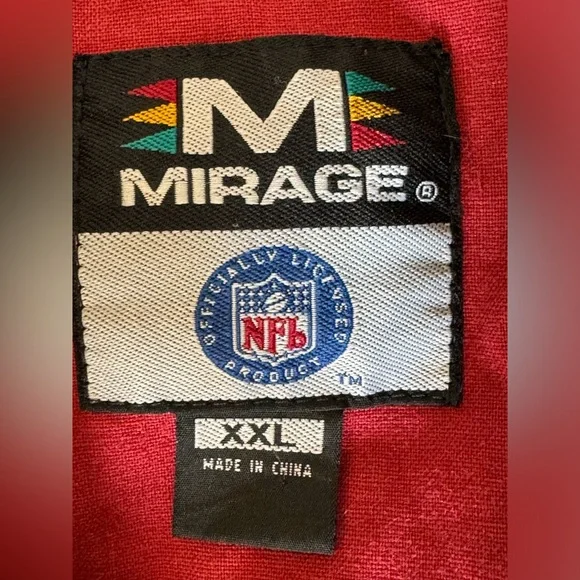 M
MIRAGE®
OFFICIALLY LICENSED
NFL
PRODUCT
TM
XXL
MADE IN CHINA